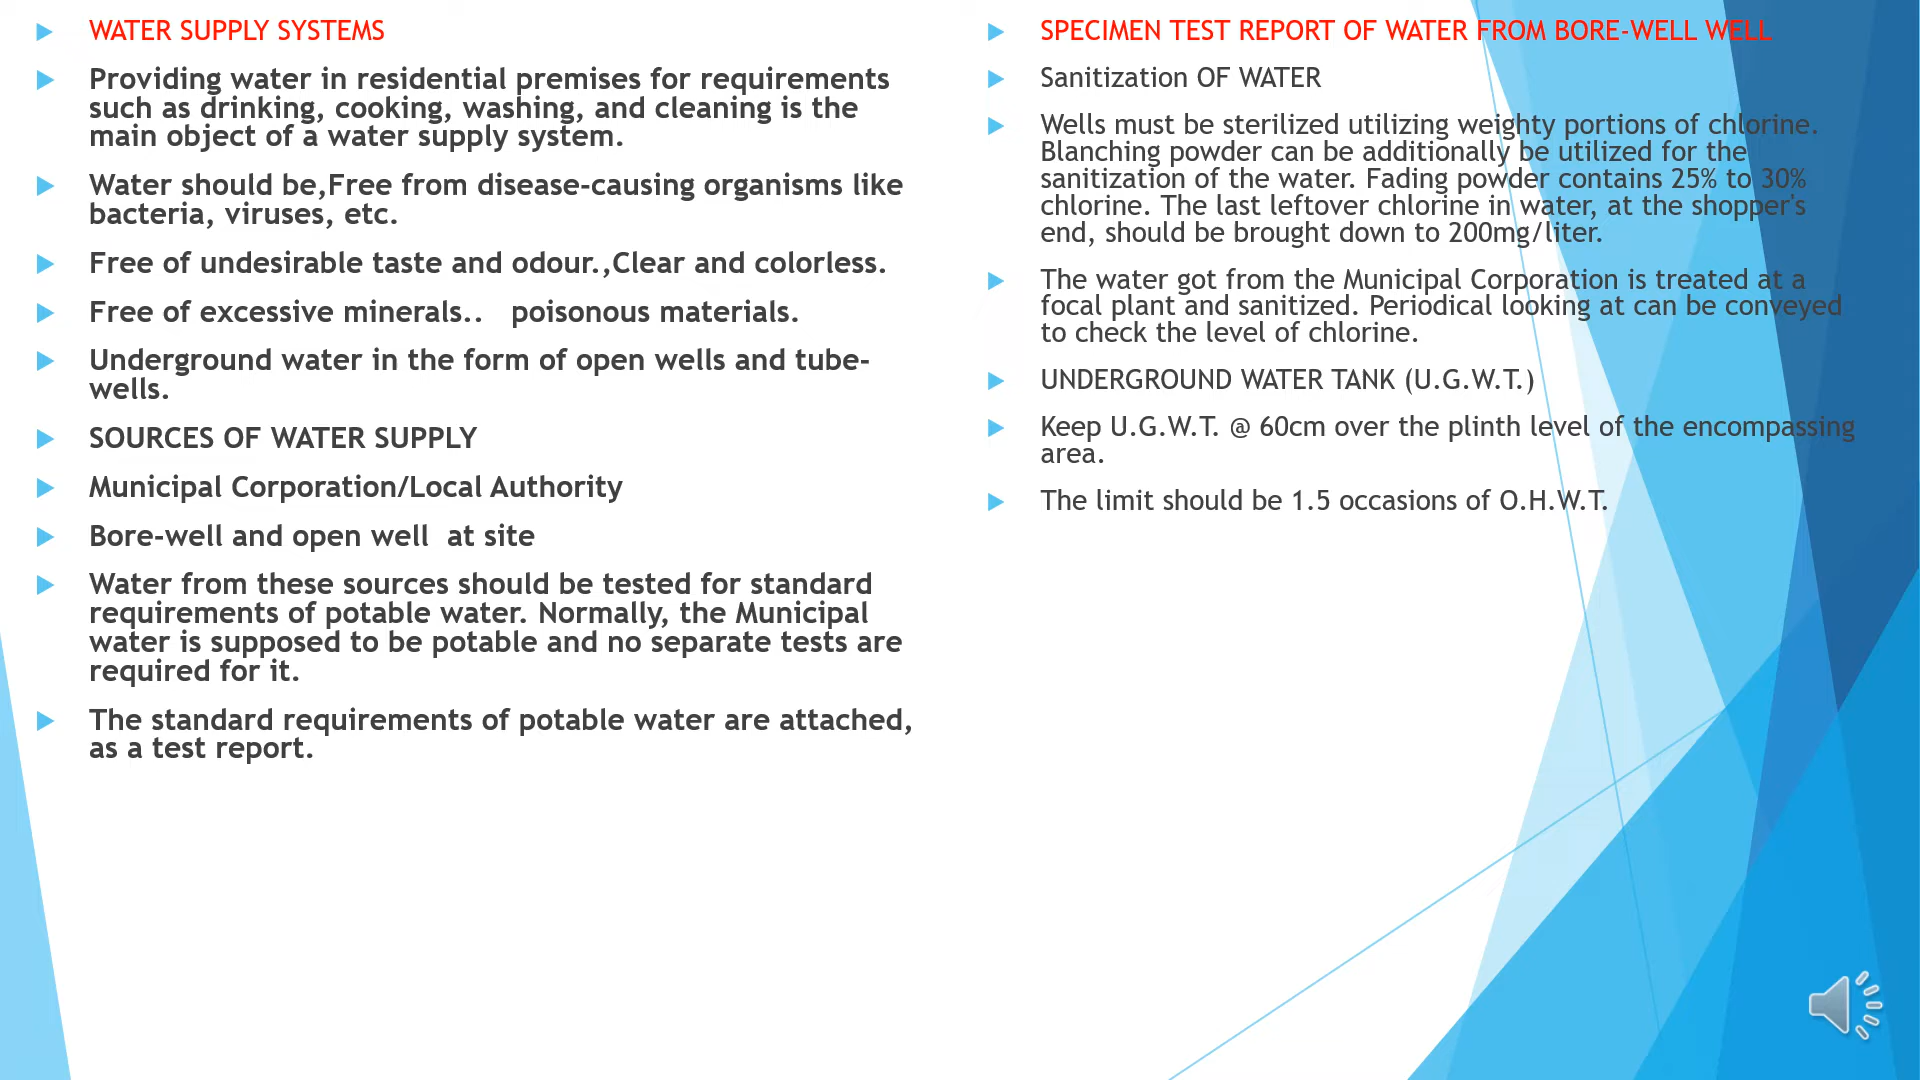 WATER SUPPLY SYSTEMS
Providing water in residential premises for requirements
such as drinking, cooking, washing, and cleaning is the
main object of a water supply system.
Water should be,Free from disease-causing organisms like
bacteria, viruses, etc.
Free of undesirable taste and odour.,Clear and colorless.
Free of excessive minerals..   poisonous materials.
Underground water in the form of open wells and tube-
wells.
SOURCES OF WATER SUPPLY
Municipal Corporation/Local Authority
Bore-well and open well  at site
Water from these sources should be tested for standard
requirements of potable water. Normally, the Municipal
water is supposed to be potable and no separate tests are
required for it.
The standard requirements of potable water are attached,
as a test report.
SPECIMEN TEST REPORT OF WATER FROM BORE-WELL WELL
Sanitization OF WATER
Wells must be sterilized utilizing weighty portions of chlorine.
Blanching powder can be additionally be utilized for the
sanitization of the water. Fading powder contains 25% to 30%
chlorine. The last leftover chlorine in water, at the shopper's
end, should be brought down to 200mg/liter.
The water got from the Municipal Corporation is treated at a
focal plant and sanitized. Periodical looking at can be conveyed
to check the level of chlorine.
UNDERGROUND WATER TANK (U.G.W.T.)
Keep U.G.W.T. @ 60cm over the plinth level of the encompassing
area.
The limit should be 1.5 occasions of O.H.W.T.